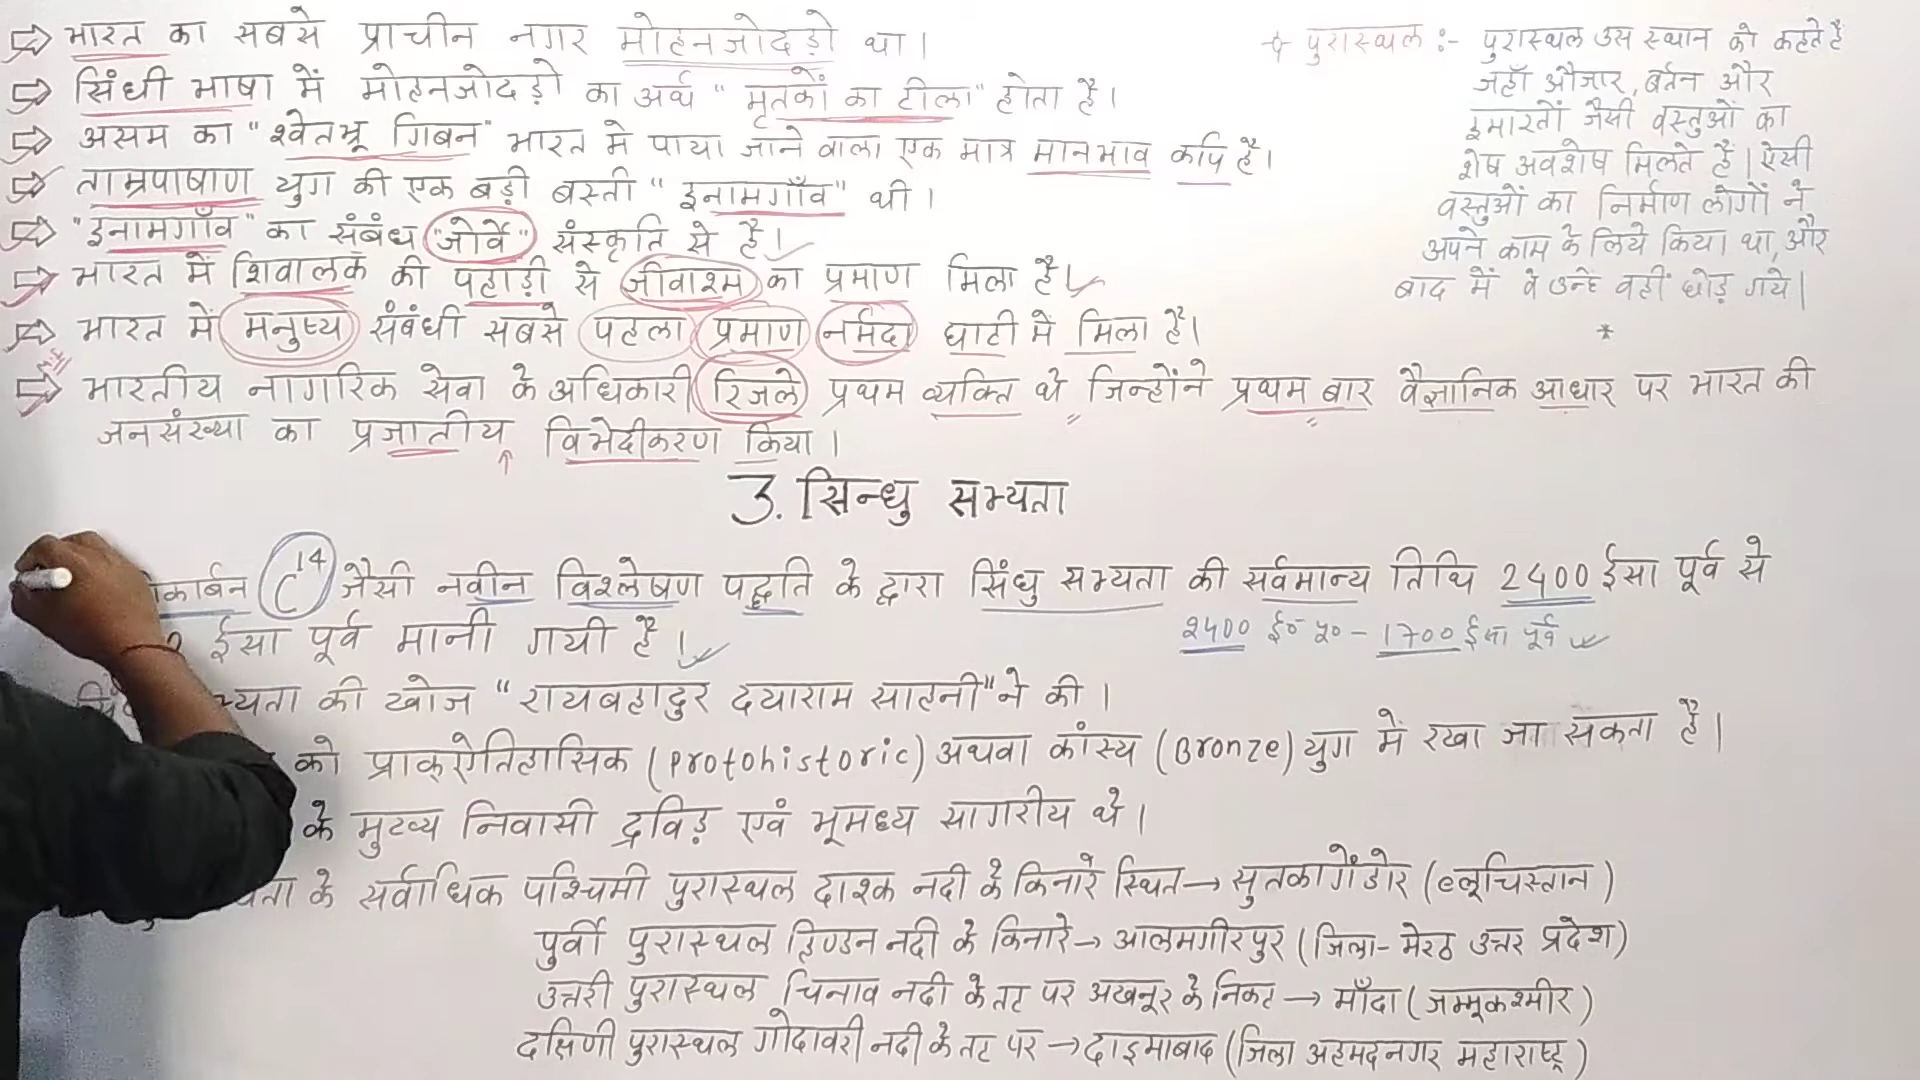 भारत का सबसे प्राचीन नगर मोहनजोदड़ो था।
सिंधी भाषा में मोहनजोदड़ो का अर्थ "मृतकों का टीला" होता है।
असम का "श्वेतभ्रू गिबन" भारत मे पाया जाने वाला एक मात्र मानभाव कपि है।
ताम्रपाषाण युग की एक बड़ी बस्ती "इनामगाँव" थी।
"इनामगाँव" का संबंध "जोर्वे" संस्कृति से है।
भारत में शिवालक की पहाड़ी से जीवाश्म का प्रमाण मिला है।
भारत में मनुष्य संबंधी सबसे पहला प्रमाण नर्मदा घाटी में मिला है।
भारतीय नागरिक सेवा के अधिकारी रिजले प्रथम व्यक्ति थे जिन्होंने प्रथम बार वैज्ञानिक आधार पर भारत की
जनसंख्या का प्रजातीय विभेदीकरण किया।
पुरास्थल :- पुरास्थल उस स्थान को कहते है
जहाँ औजार, बर्तन और
इमारतों जैसी वस्तुओं का
शेष अवशेष मिलते हैं। ऐसी
वस्तुओं का निर्माण लोगों ने
अपने काम के लिये किया था, और
बाद में वे उन्हे वहीं छोड़ गये।
*
3. सिन्धु सभ्यता
कार्बन C14 जैसी नवीन विश्लेषण पद्धति के द्वारा सिंधु सभ्यता की सर्वमान्य तिथि 2400 ईसा पूर्व से
ईसा पूर्व मानी गयी है।
2400 ई० पू० - 1700 ईसा पूर्व
की खोज "रायबहादुर दयाराम साहनी" ने की।
को प्राक्ऐतिहासिक (Protohistoric) अथवा कांस्य (Bronze) युग में रखा जा सकता है।
के मुख्य निवासी द्रविड़ एवं भूमध्य सागरीय थे।
के सर्वाधिक पश्चिमी पुरास्थल दाश्क नदी के किनारे स्थित → सुतकागेंडोर (बलूचिस्तान)
पुर्वी पुरास्थल हिण्डन नदी के किनारे → आलमगीरपुर (जिला- मेरठ उत्तर प्रदेश)
उत्तरी पुरास्थल चिनाव नदी के तट पर अखनूर के निकट → माँदा (जम्मूकश्मीर)
दक्षिणी पुरास्थल गोदावरी नदी के तट पर → दाइमाबाद (जिला अहमदनगर महाराष्ट्र)